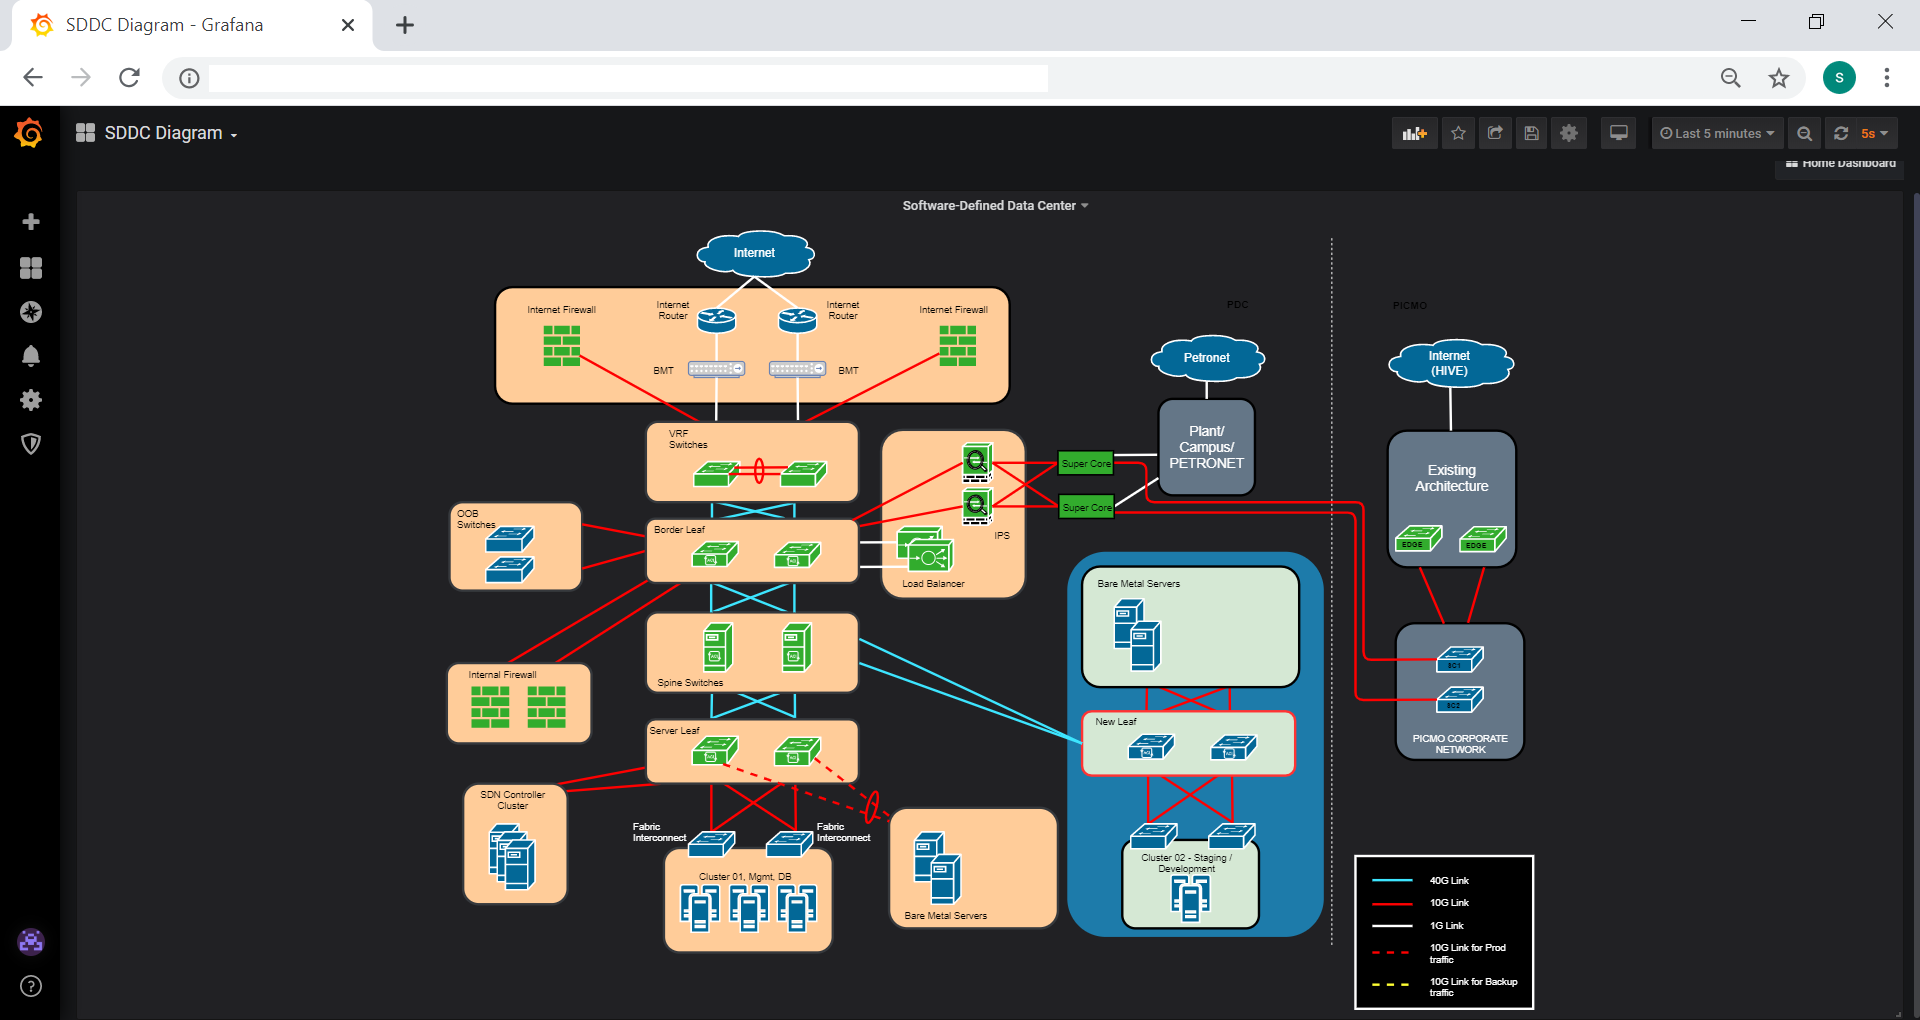 SDDC Diagram - Grafana
S
SDDC Diagram
Last 5 minutes
5s
Home Dashboard
Software-Defined Data Center
Internet
Internet Firewall
Internet
Router
Internet
Router
Internet Firewall
BMT
BMT
PDC
PICMO
Petronet
Internet
(HIVE)
VRF
Switches
Super Core
Super Core
Plant/
Campus/
PETRONET
Existing
Architecture
EDGE
EDGE
OOB
Switches
Border Leaf
IPS
Load Balancer
Bare Metal Servers
Internal Firewall
Spine Switches
SC1
SC2
PICMO CORPORATE
NETWORK
Server Leaf
New Leaf
SDN Controller
Cluster
Fabric
Interconnect
Fabric
Interconnect
Cluster 01, Mgmt, DB
Bare Metal Servers
Cluster 02 - Staging /
Development
40G Link
10G Link
1G Link
10G Link for Prod
traffic
10G Link for Backup
traffic